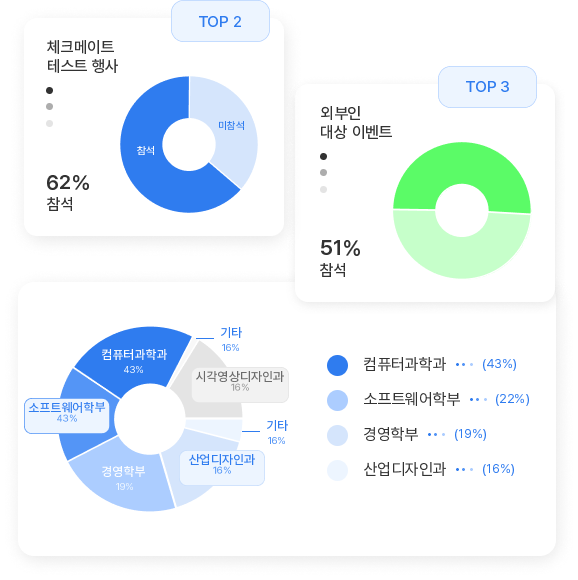 TOP 2
체크메이트
테스트 행사
미참석
참석
62%
참석
TOP 3
외부인
대상 이벤트
51%
참석
기타
16%
컴퓨터과학과
43%
시각영상디자인과
16%
소프트웨어학부
43%
기타
16%
산업디자인과
16%
경영학부
19%
컴퓨터과학과 (43%)
소프트웨어학부 (22%)
경영학부 (19%)
산업디자인과 (16%)